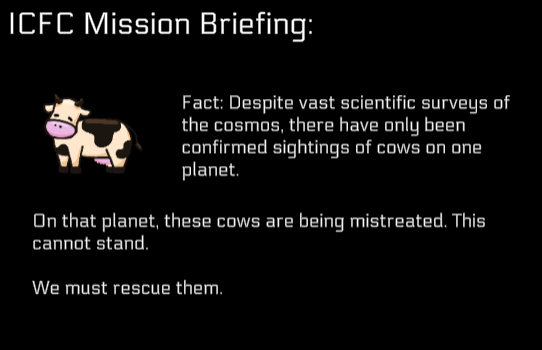 ICFC Mission Briefing:
Fact: Despite vast scientific surveys of
the cosmos, there have only been
confirmed sightings of cows on one
planet.
On that planet, these cows are being mistreated. This
cannot stand.
We must rescue them.